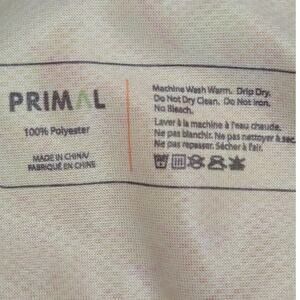 PRIMAL
100% Polyester
MADE IN CHINA/
FABRIQUÉ EN CHINE
Machine Wash Warm. Drip Dry.
Do Not Dry Clean. Do Not Iron.
No Bleach.
Laver à la machine à l'eau chaude.
Ne pas blanchir. Ne pas nettoyer à sec.
Ne pas repasser. Sécher à l'air.